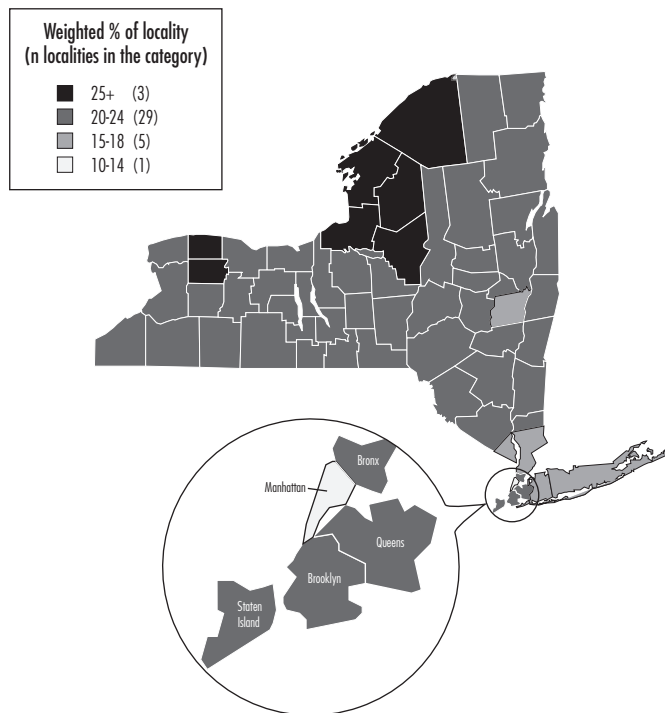 Weighted % of locality
(n localities in the category)
25+ (3)
20-24 (29)
15-18 (5)
10-14 (1)
Bronx
Manhattan
Queens
Brooklyn
Staten
Island